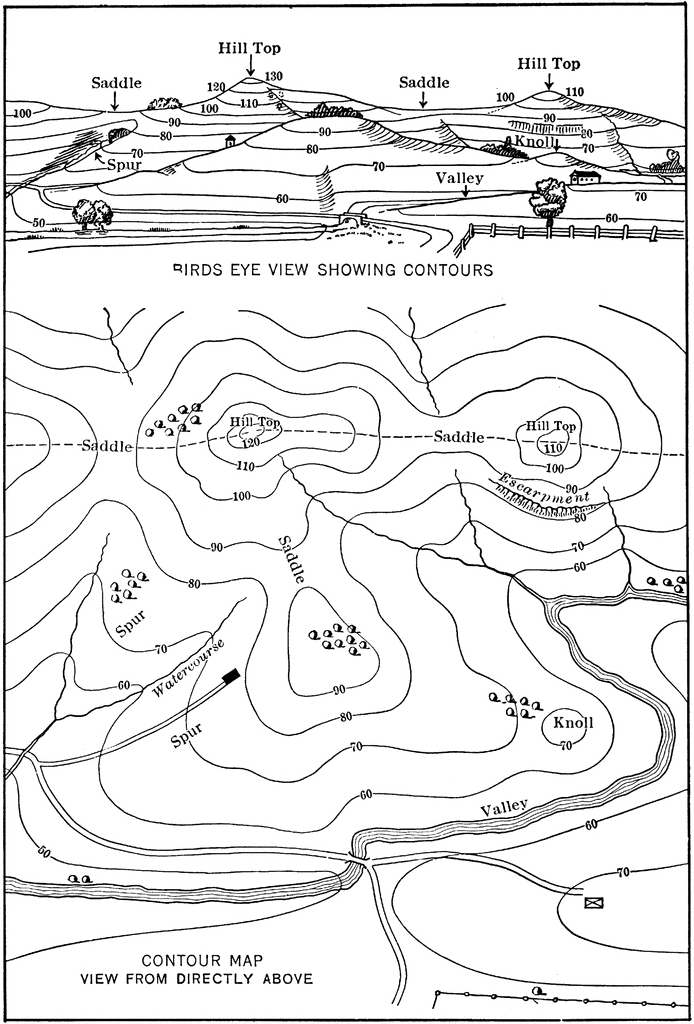 Hill Top
120 130
Hill Top
Saddle
Saddle
100 110
100 110
100
90
90
80
90
80
Knoll
70
80
70
70
Spur
Valley
60
70
50
60
BIRDS EYE VIEW SHOWING CONTOURS
Hill Top
120
Hill Top
110
Saddle
Saddle
110
100
100
90
Escarpment
80
90
70
60
Saddle
80
Spur
70
Watercourse
60
90
80
Spur
70
Knoll
70
60
Valley
60
50
70
CONTOUR MAP
VIEW FROM DIRECTLY ABOVE